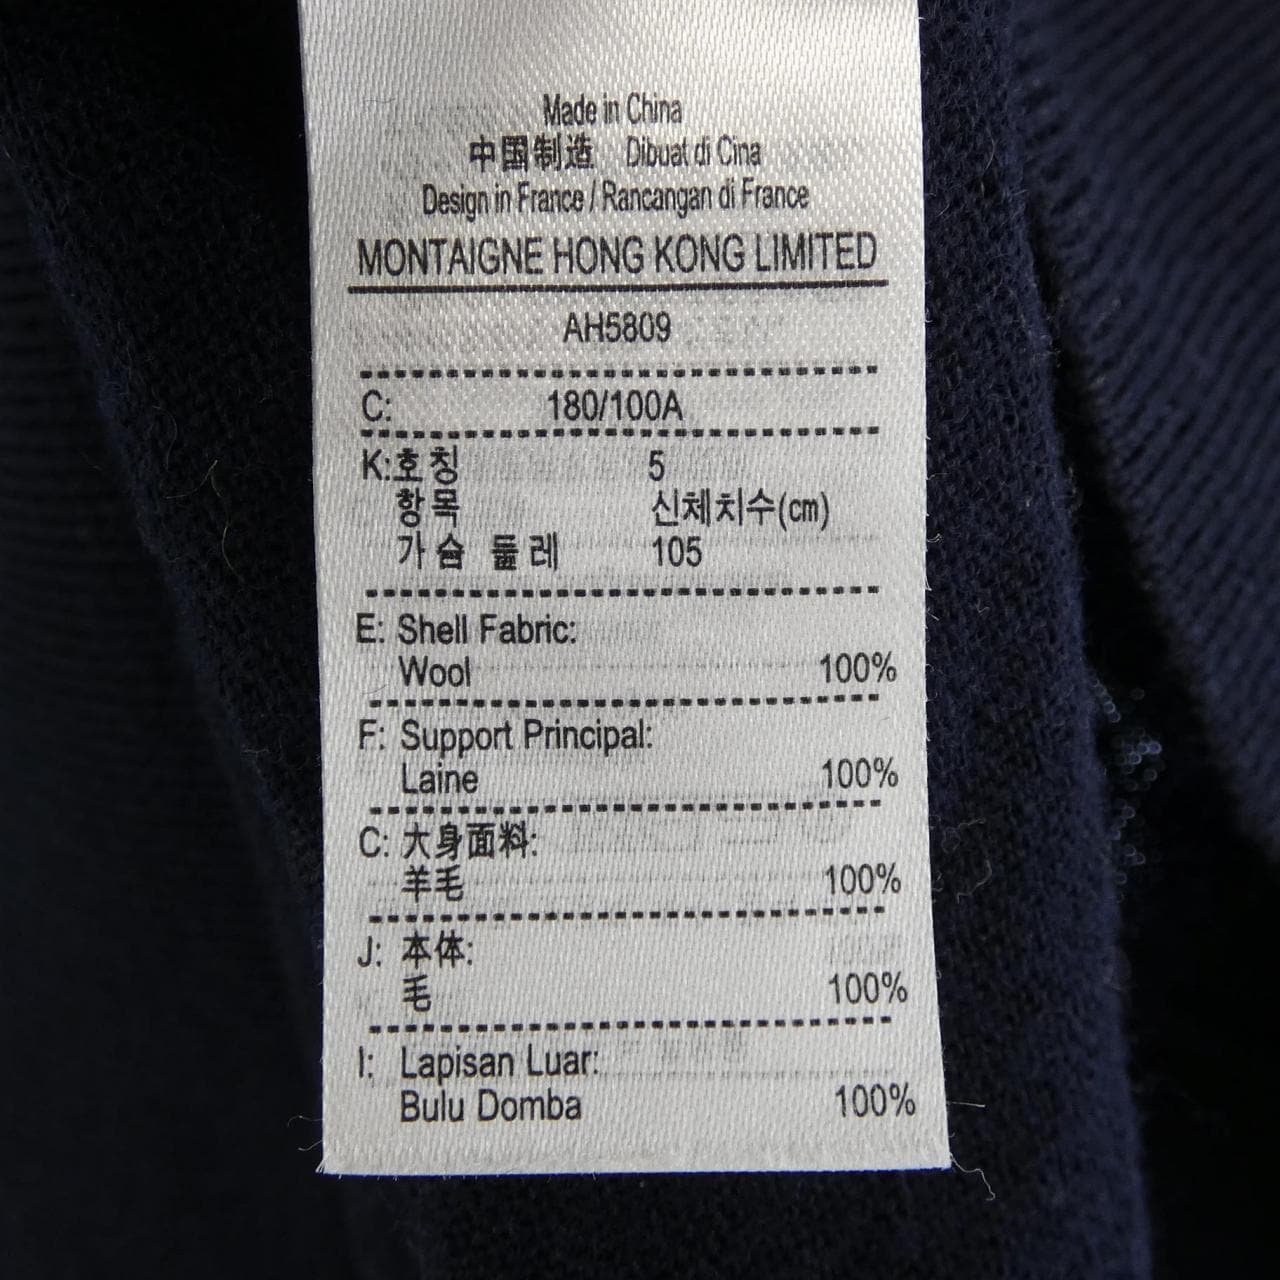 Made in China
中国制造 Dibuat di Cina
Design in France / Rancangan di France
MONTAIGNE HONG KONG LIMITED
AH5809
C: 180/100A
K:호칭 5
항목 신체치수(cm)
가슴 둘레 105
E: Shell Fabric:
Wool 100%
F: Support Principal:
Laine 100%
C: 大身面料:
羊毛 100%
J: 本体:
毛 100%
I: Lapisan Luar:
Bulu Domba 100%